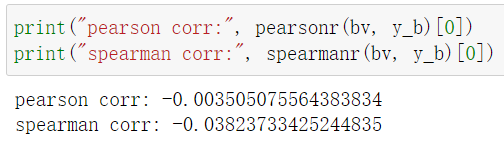 print("pearson corr:", pearsonr(bv, y_b)[0])
print("spearman corr:", spearmanr(bv, y_b)[0])
pearson corr: -0.003505075564383834
spearman corr: -0.03823733425244835